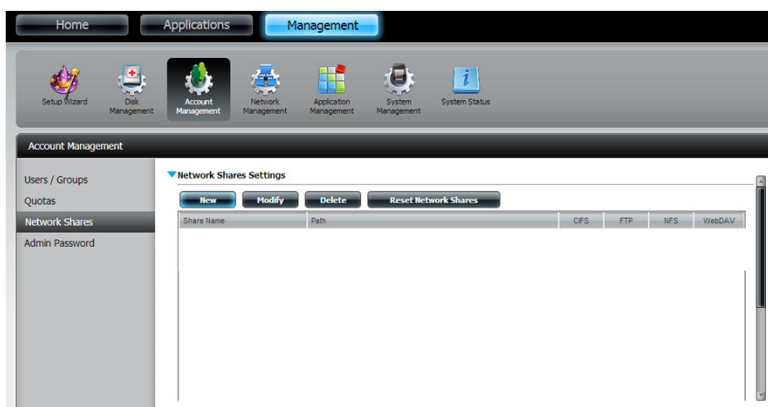 Home Applications Management
Setup Wizard Disk Management Account Management Network Management Application Management System Management System Status
Account Management
Users / Groups
Quotas
Network Shares
Admin Password
Network Shares Settings
New Modify Delete Reset Network Shares
Share Name Path CIFS FTP NFS WebDAV